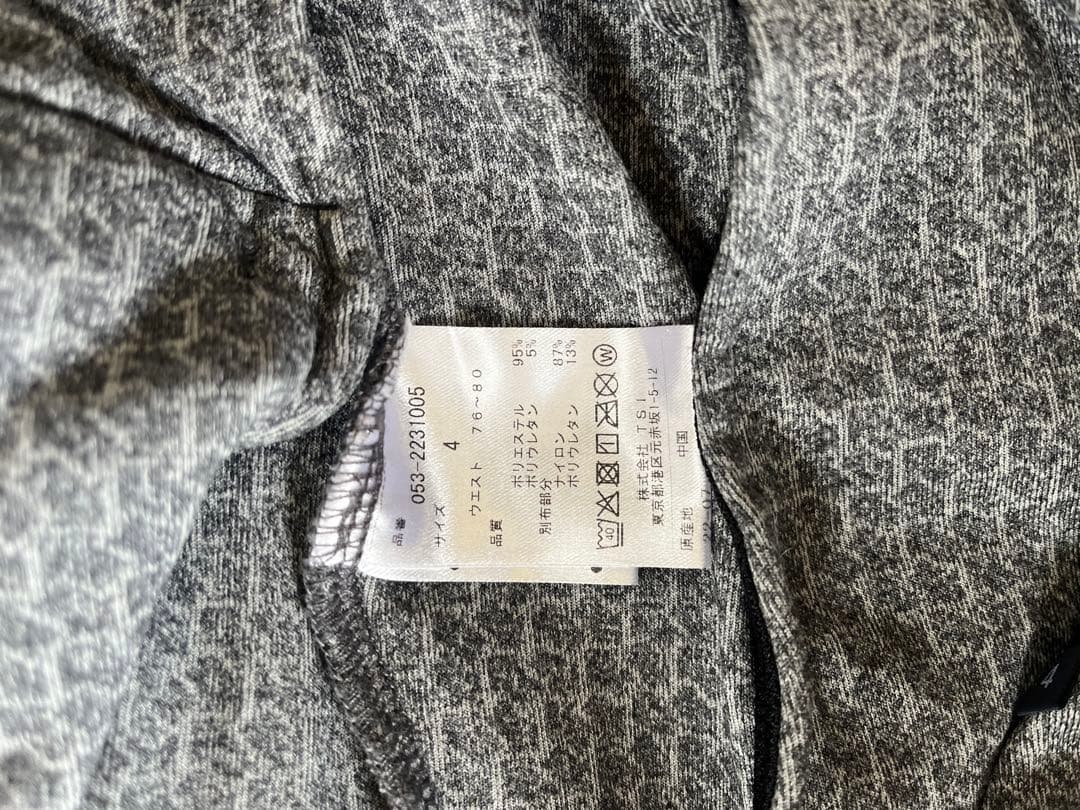 品番 053-2231005
サイズ 4
ウエスト 76〜80
品質 ポリエステル 95%
ポリウレタン 5%
別布部分
ナイロン 87%
ポリウレタン 13%
40 W
株式会社 TSI
東京都港区元赤坂1-5-12
原産地 中国
4